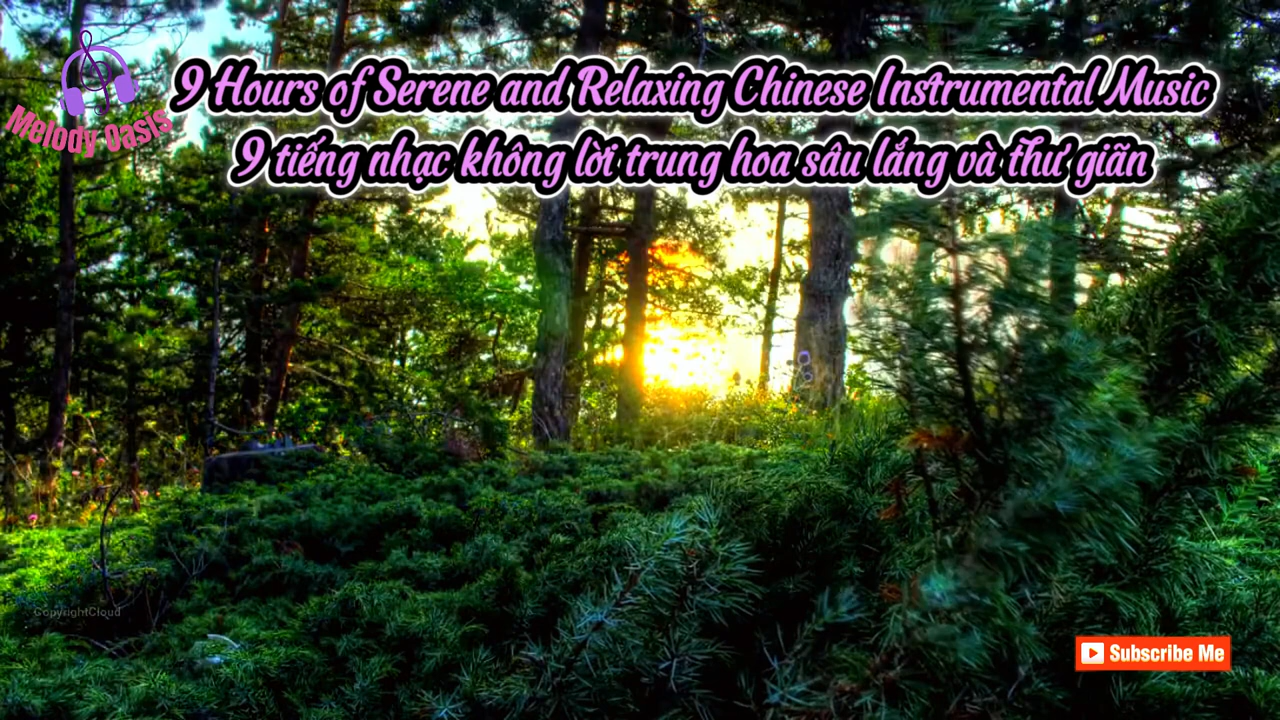 Melody Oasis
9 Hours of Serene and Relaxing Chinese Instrumental Music
9 tiếng nhạc không lời trung hoa sâu lắng và thư giãn
CopyrightCloud
Subscribe Me